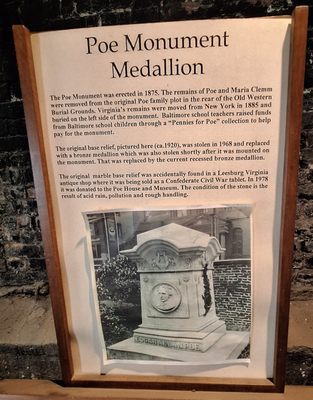 Poe Monument
Medallion
The Poe Monument was erected in 1875. The remains of Poe and Maria Clemm
were removed from the original Poe family plot in the rear of the Old Western
Burial Grounds. Virginia's remains were moved from New York in 1885 and
buried on the left side of the monument. Baltimore school teachers raised funds
from Baltimore school children through a "Pennies for Poe" collection to help
pay for the monument.
The original base relief, pictured here (ca.1920), was stolen in 1968 and replaced
with a bronze medallion which was also stolen shortly after it was mounted on
the monument. That was replaced by the current recessed bronze medallion.
The original marble base relief was accidentally found in a Leesburg Virginia
antique shop where it was being sold as a Confederate Civil War tablet. In 1978
it was donated to the Poe House and Museum. The condition of the stone is the
result of acid rain, pollution and rough handling.